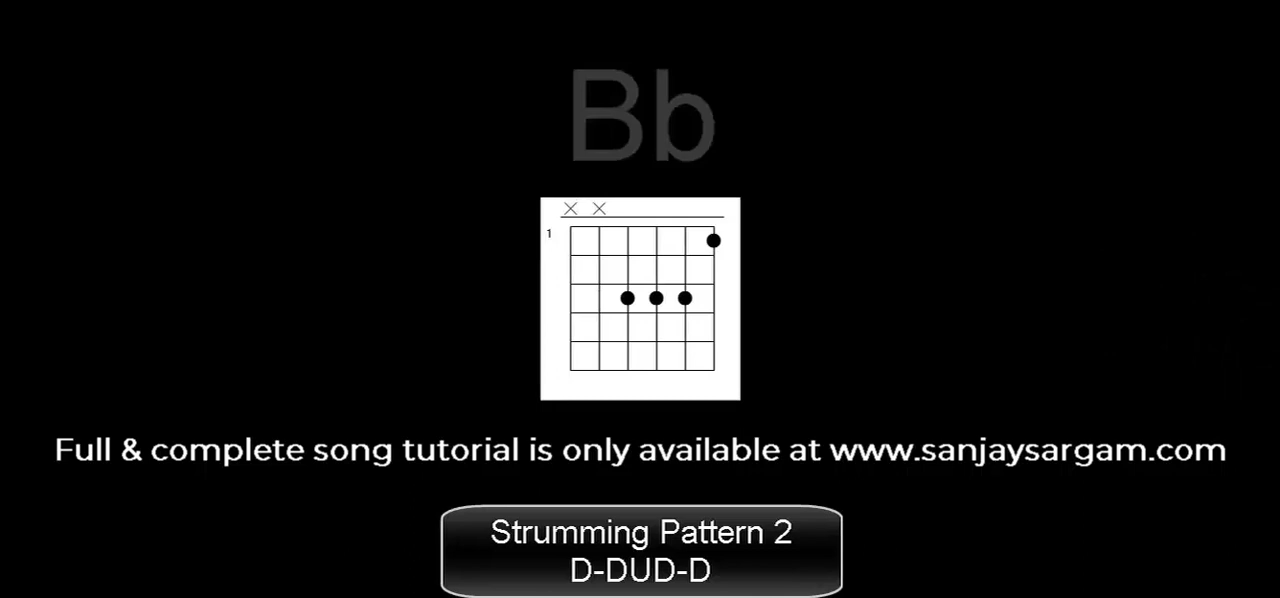 Bb
X X
1
Full & complete song tutorial is only available at www.sanjaysargam.com
Strumming Pattern 2
D-DUD-D